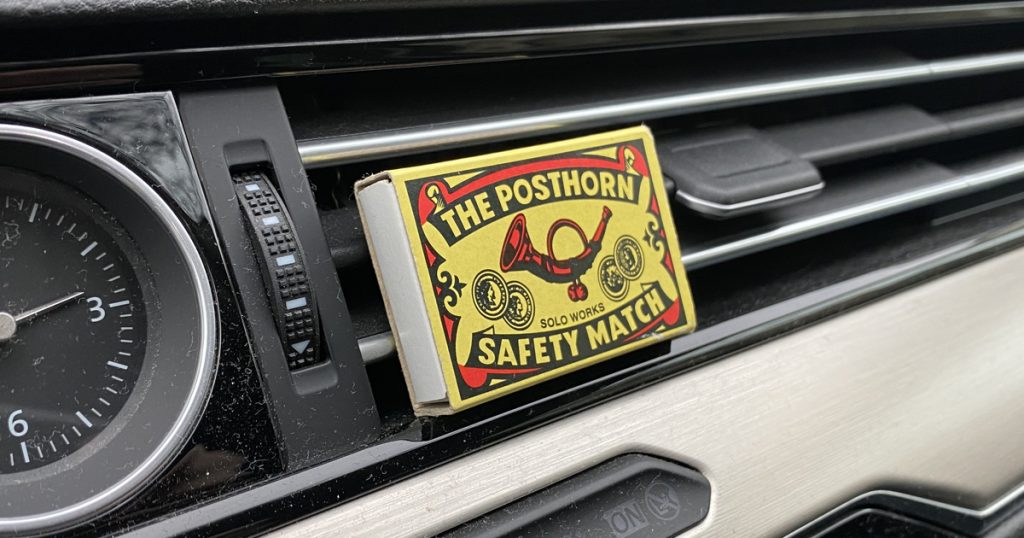 THE POSTHORN
SOLO WORKS
SAFETY MATCH
3
6
ON